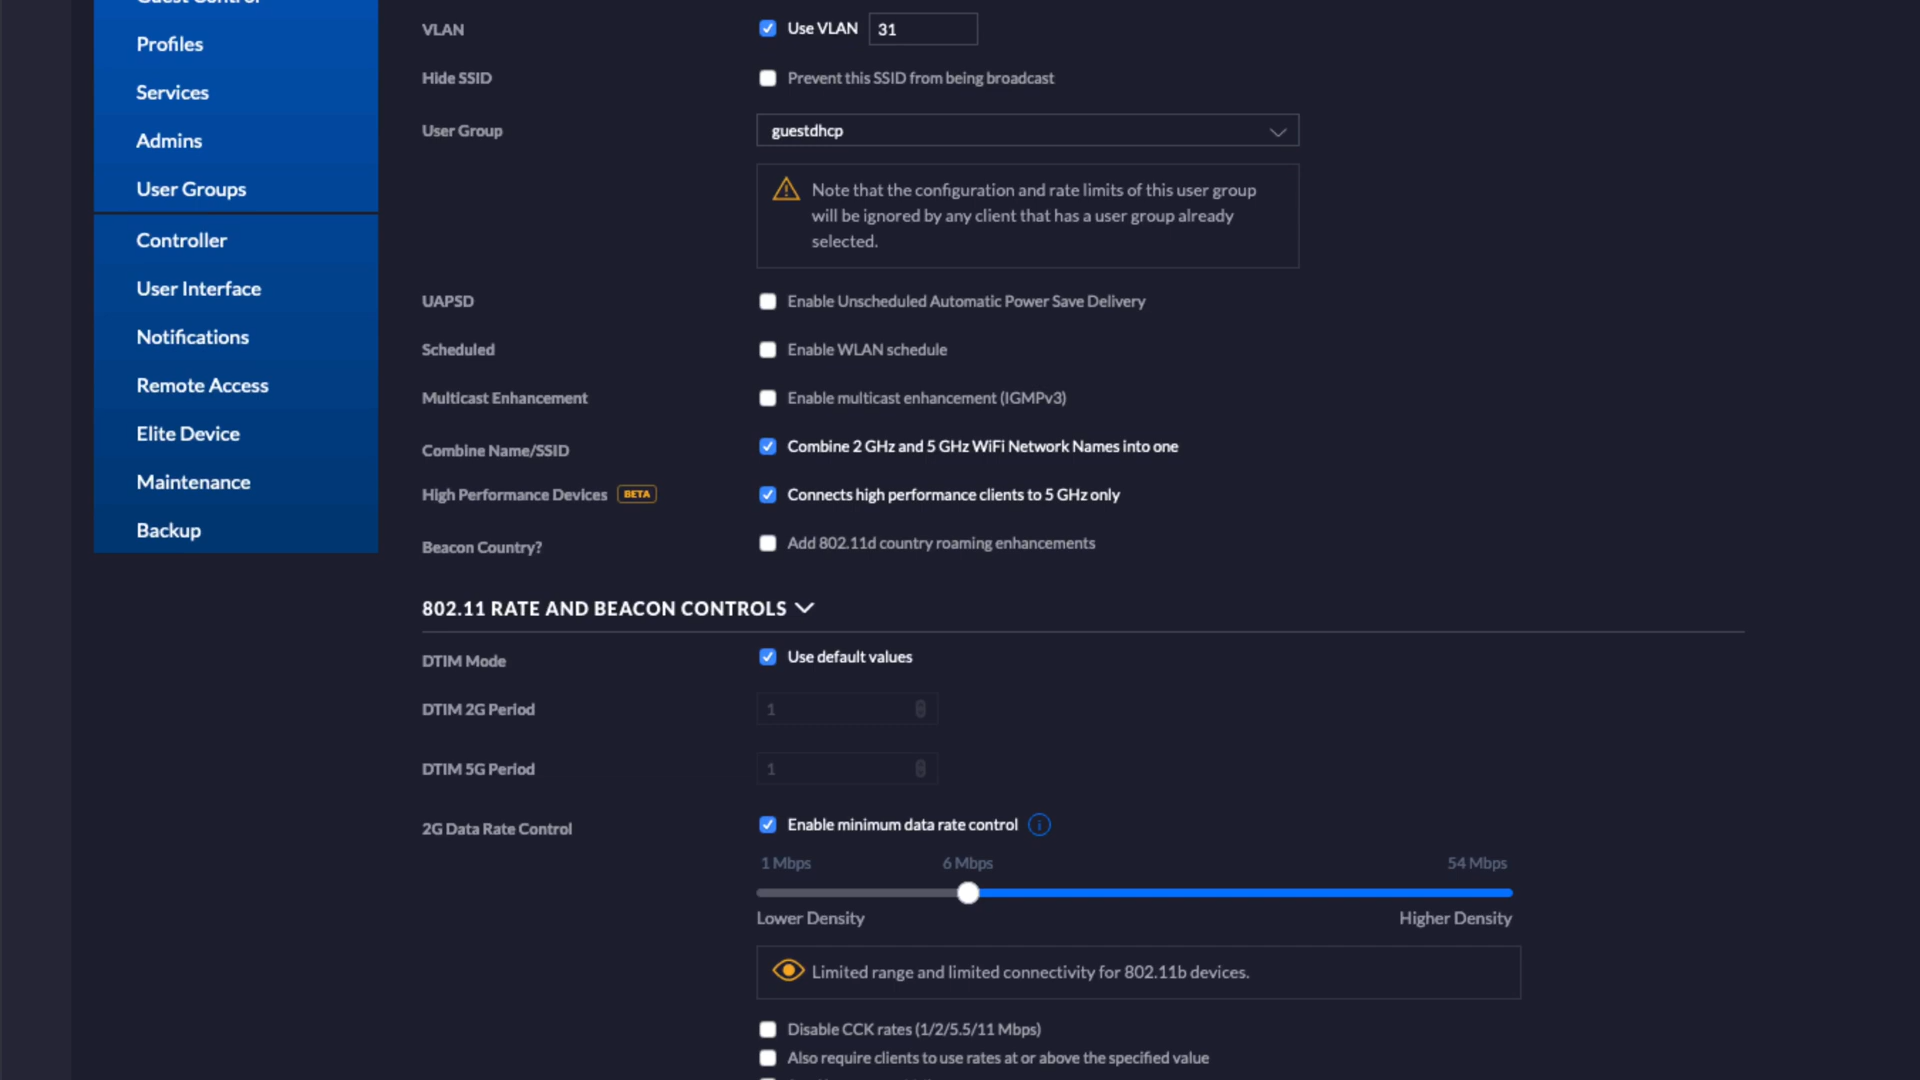 Guest Control
Profiles
Services
Admins
User Groups
Controller
User Interface
Notifications
Remote Access
Elite Device
Maintenance
Backup
VLAN
Use VLAN 31
Hide SSID
Prevent this SSID from being broadcast
User Group
guestdhcp
Note that the configuration and rate limits of this user group
will be ignored by any client that has a user group already
selected.
UAPSD
Enable Unscheduled Automatic Power Save Delivery
Scheduled
Enable WLAN schedule
Multicast Enhancement
Enable multicast enhancement (IGMPv3)
Combine Name/SSID
Combine 2 GHz and 5 GHz WiFi Network Names into one
High Performance Devices BETA
Connects high performance clients to 5 GHz only
Beacon Country?
Add 802.11d country roaming enhancements
802.11 RATE AND BEACON CONTROLS
DTIM Mode
Use default values
DTIM 2G Period
1
DTIM 5G Period
1
2G Data Rate Control
Enable minimum data rate control
1 Mbps 6 Mbps 54 Mbps
Lower Density Higher Density
Limited range and limited connectivity for 802.11b devices.
Disable CCK rates (1/2/5.5/11 Mbps)
Also require clients to use rates at or above the specified value